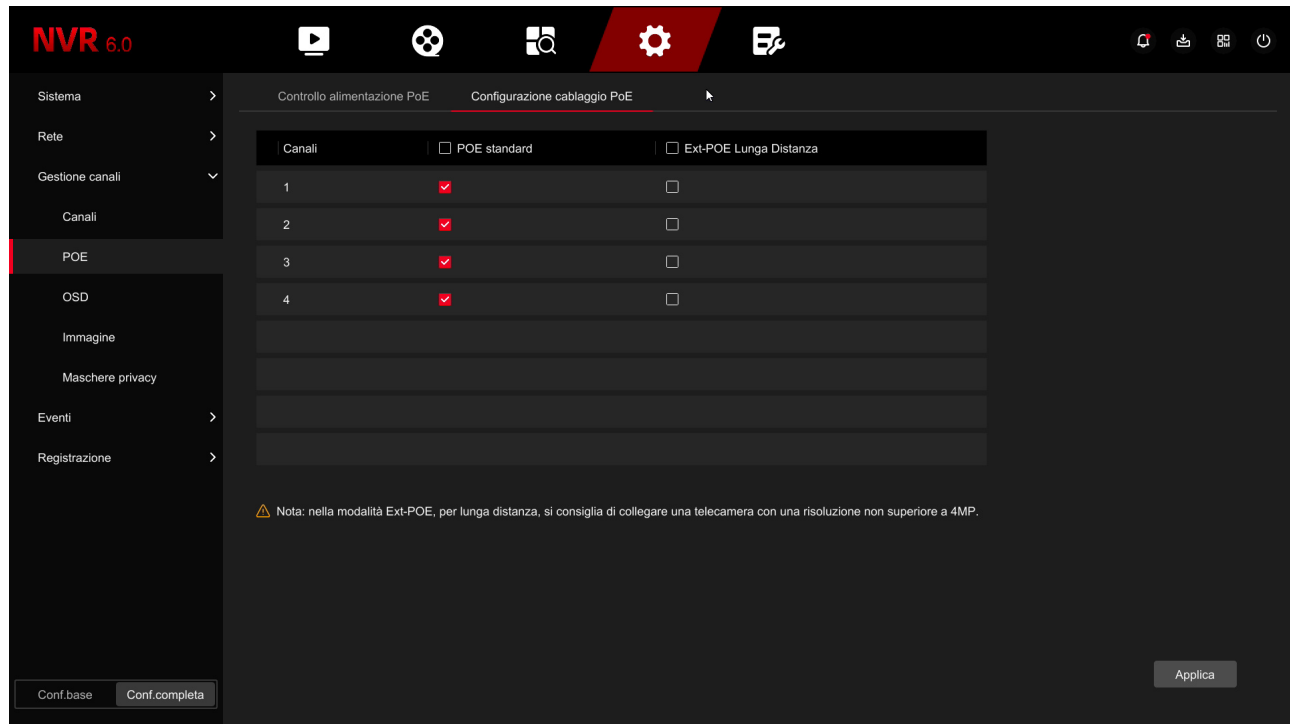 NVR 6.0
Sistema
Rete
Gestione canali
Canali
POE
OSD
Immagine
Maschere privacy
Eventi
Registrazione
Conf.base Conf.completa
Controllo alimentazione PoE Configurazione cablaggio PoE
Canali POE standard Ext-POE Lunga Distanza
1
2
3
4
Nota: nella modalità Ext-POE, per lunga distanza, si consiglia di collegare una telecamera con una risoluzione non superiore a 4MP.
Applica